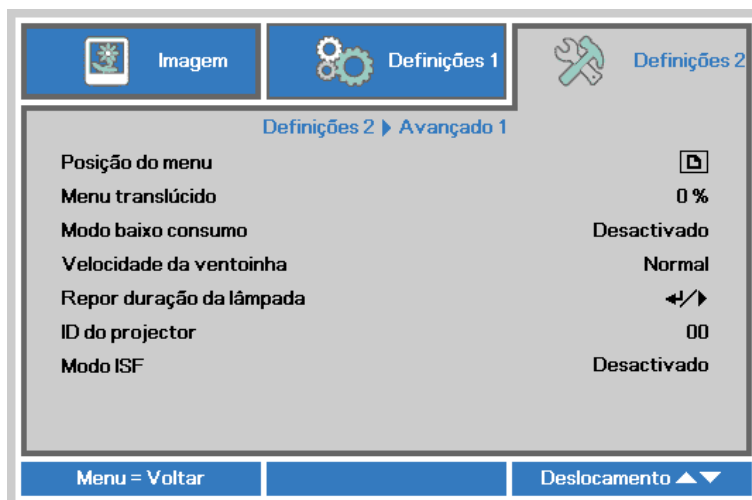 Imagem
Definições 1
Definições 2
Definições 2 Avançado 1
Posição do menu
Menu translúcido 0 %
Modo baixo consumo Desactivado
Velocidade da ventoinha Normal
Repor duração da lâmpada
ID do projector 00
Modo ISF Desactivado
Menu = Voltar
Deslocamento